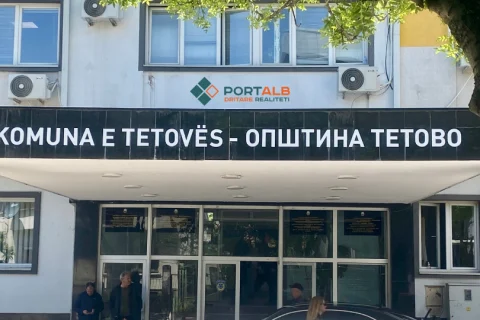 PORTALB
DRITARE REALITETI
KOMUNA E TETOVËS - ОПШТИНА ТЕТОВО